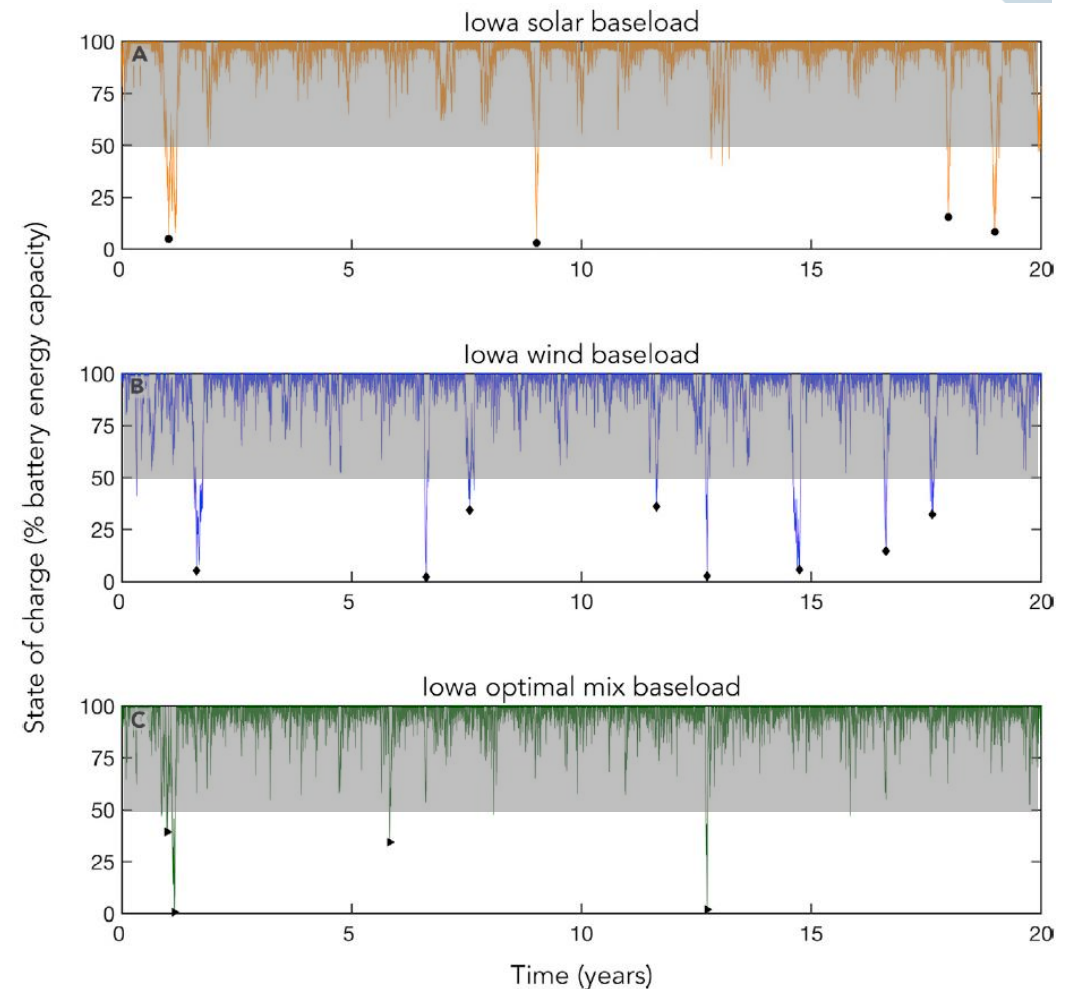 Iowa solar baseload
A
100
75
50
25
0
0 5 10 15 20
Iowa wind baseload
B
100
75
50
25
0
0 5 10 15 20
Iowa optimal mix baseload
C
100
75
50
25
0
0 5 10 15 20
State of charge (% battery energy capacity)
Time (years)